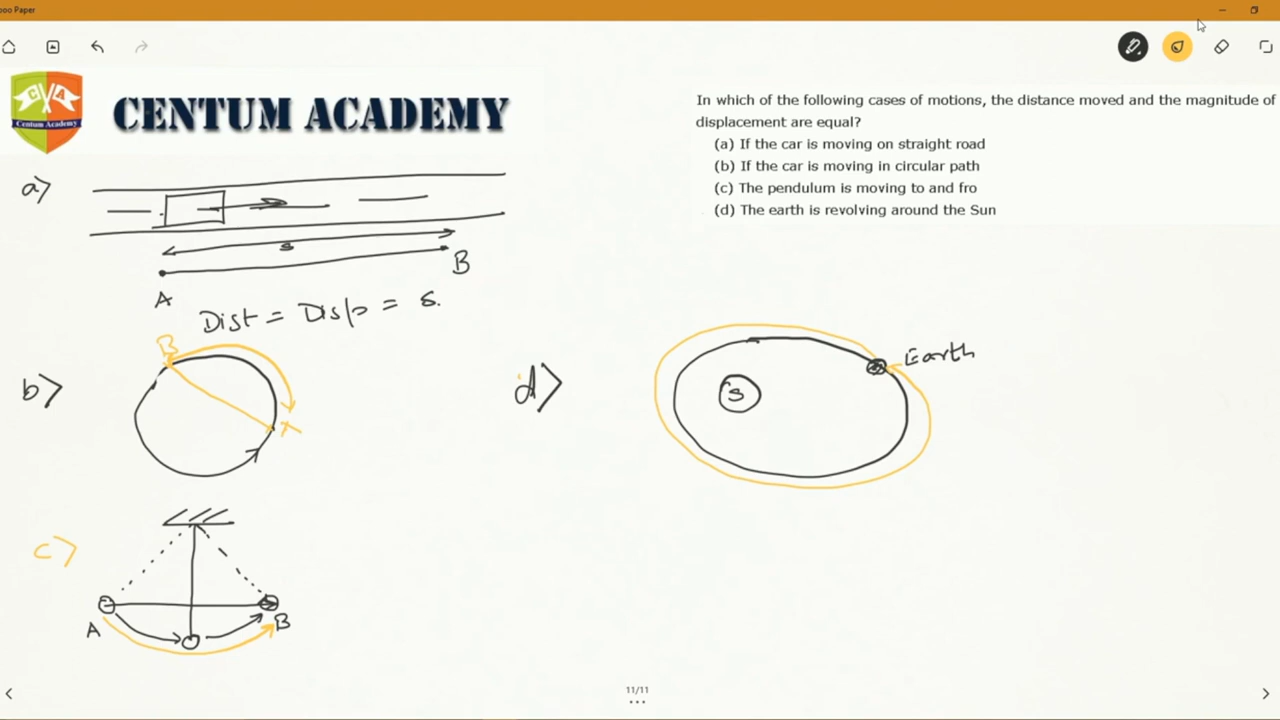 ooo Paper
CENTUM ACADEMY
CA
Centum Academy
In which of the following cases of motions, the distance moved and the magnitude of
displacement are equal?
(a) If the car is moving on straight road
(b) If the car is moving in circular path
(c) The pendulum is moving to and fro
(d) The earth is revolving around the Sun
a)
s
A
B
Dist = Disp = s.
b)
B
A
d)
S
Earth
c)
A
B
11/11